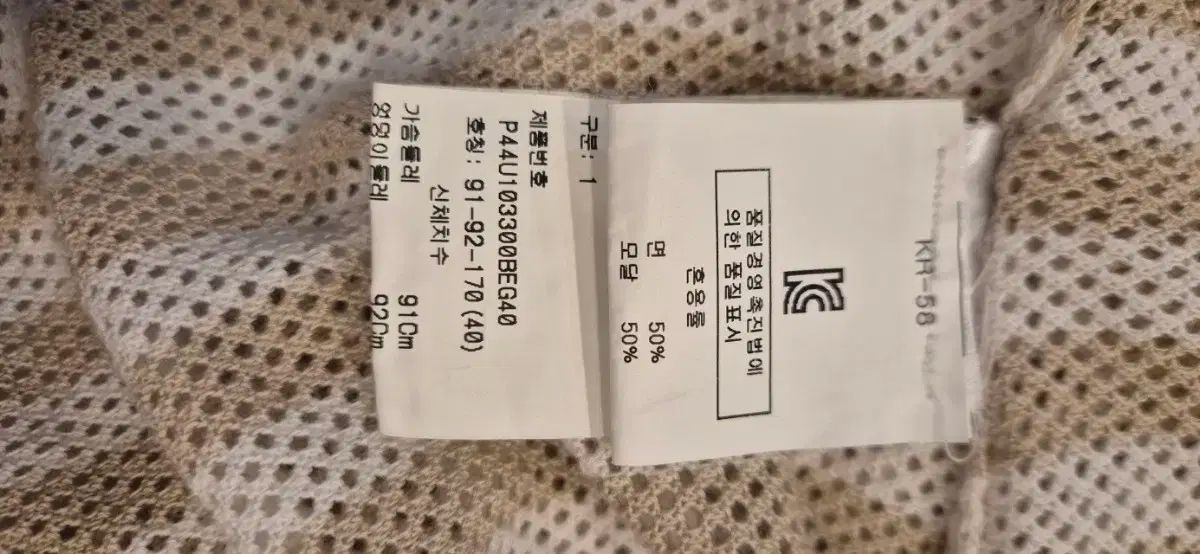 KR-58
KC
품질경영촉진법에
의한 품질표시
혼용율
면 50%
모달 50%
구분: 1
제품번호
P44U103300BEG40
호칭: 91-92-170(40)
신체치수
가슴둘레 91Cm
엉덩이둘레 92Cm